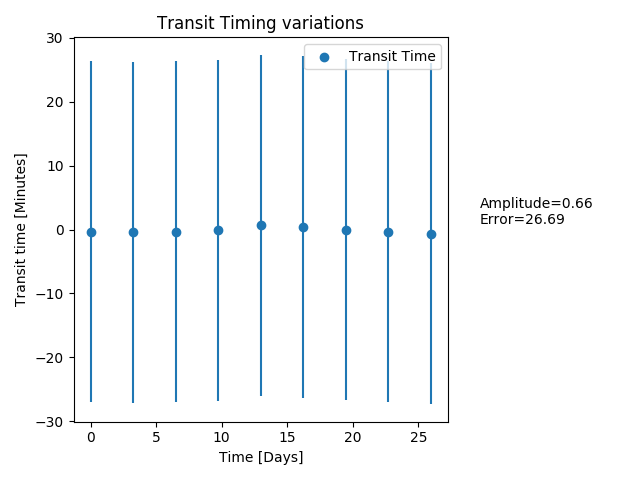 Transit Timing variations
Transit Time
Transit time [Minutes]
30
20
10
0
−10
−20
−30
0
5
10
15
20
25
Time [Days]
Amplitude=0.66
Error=26.69